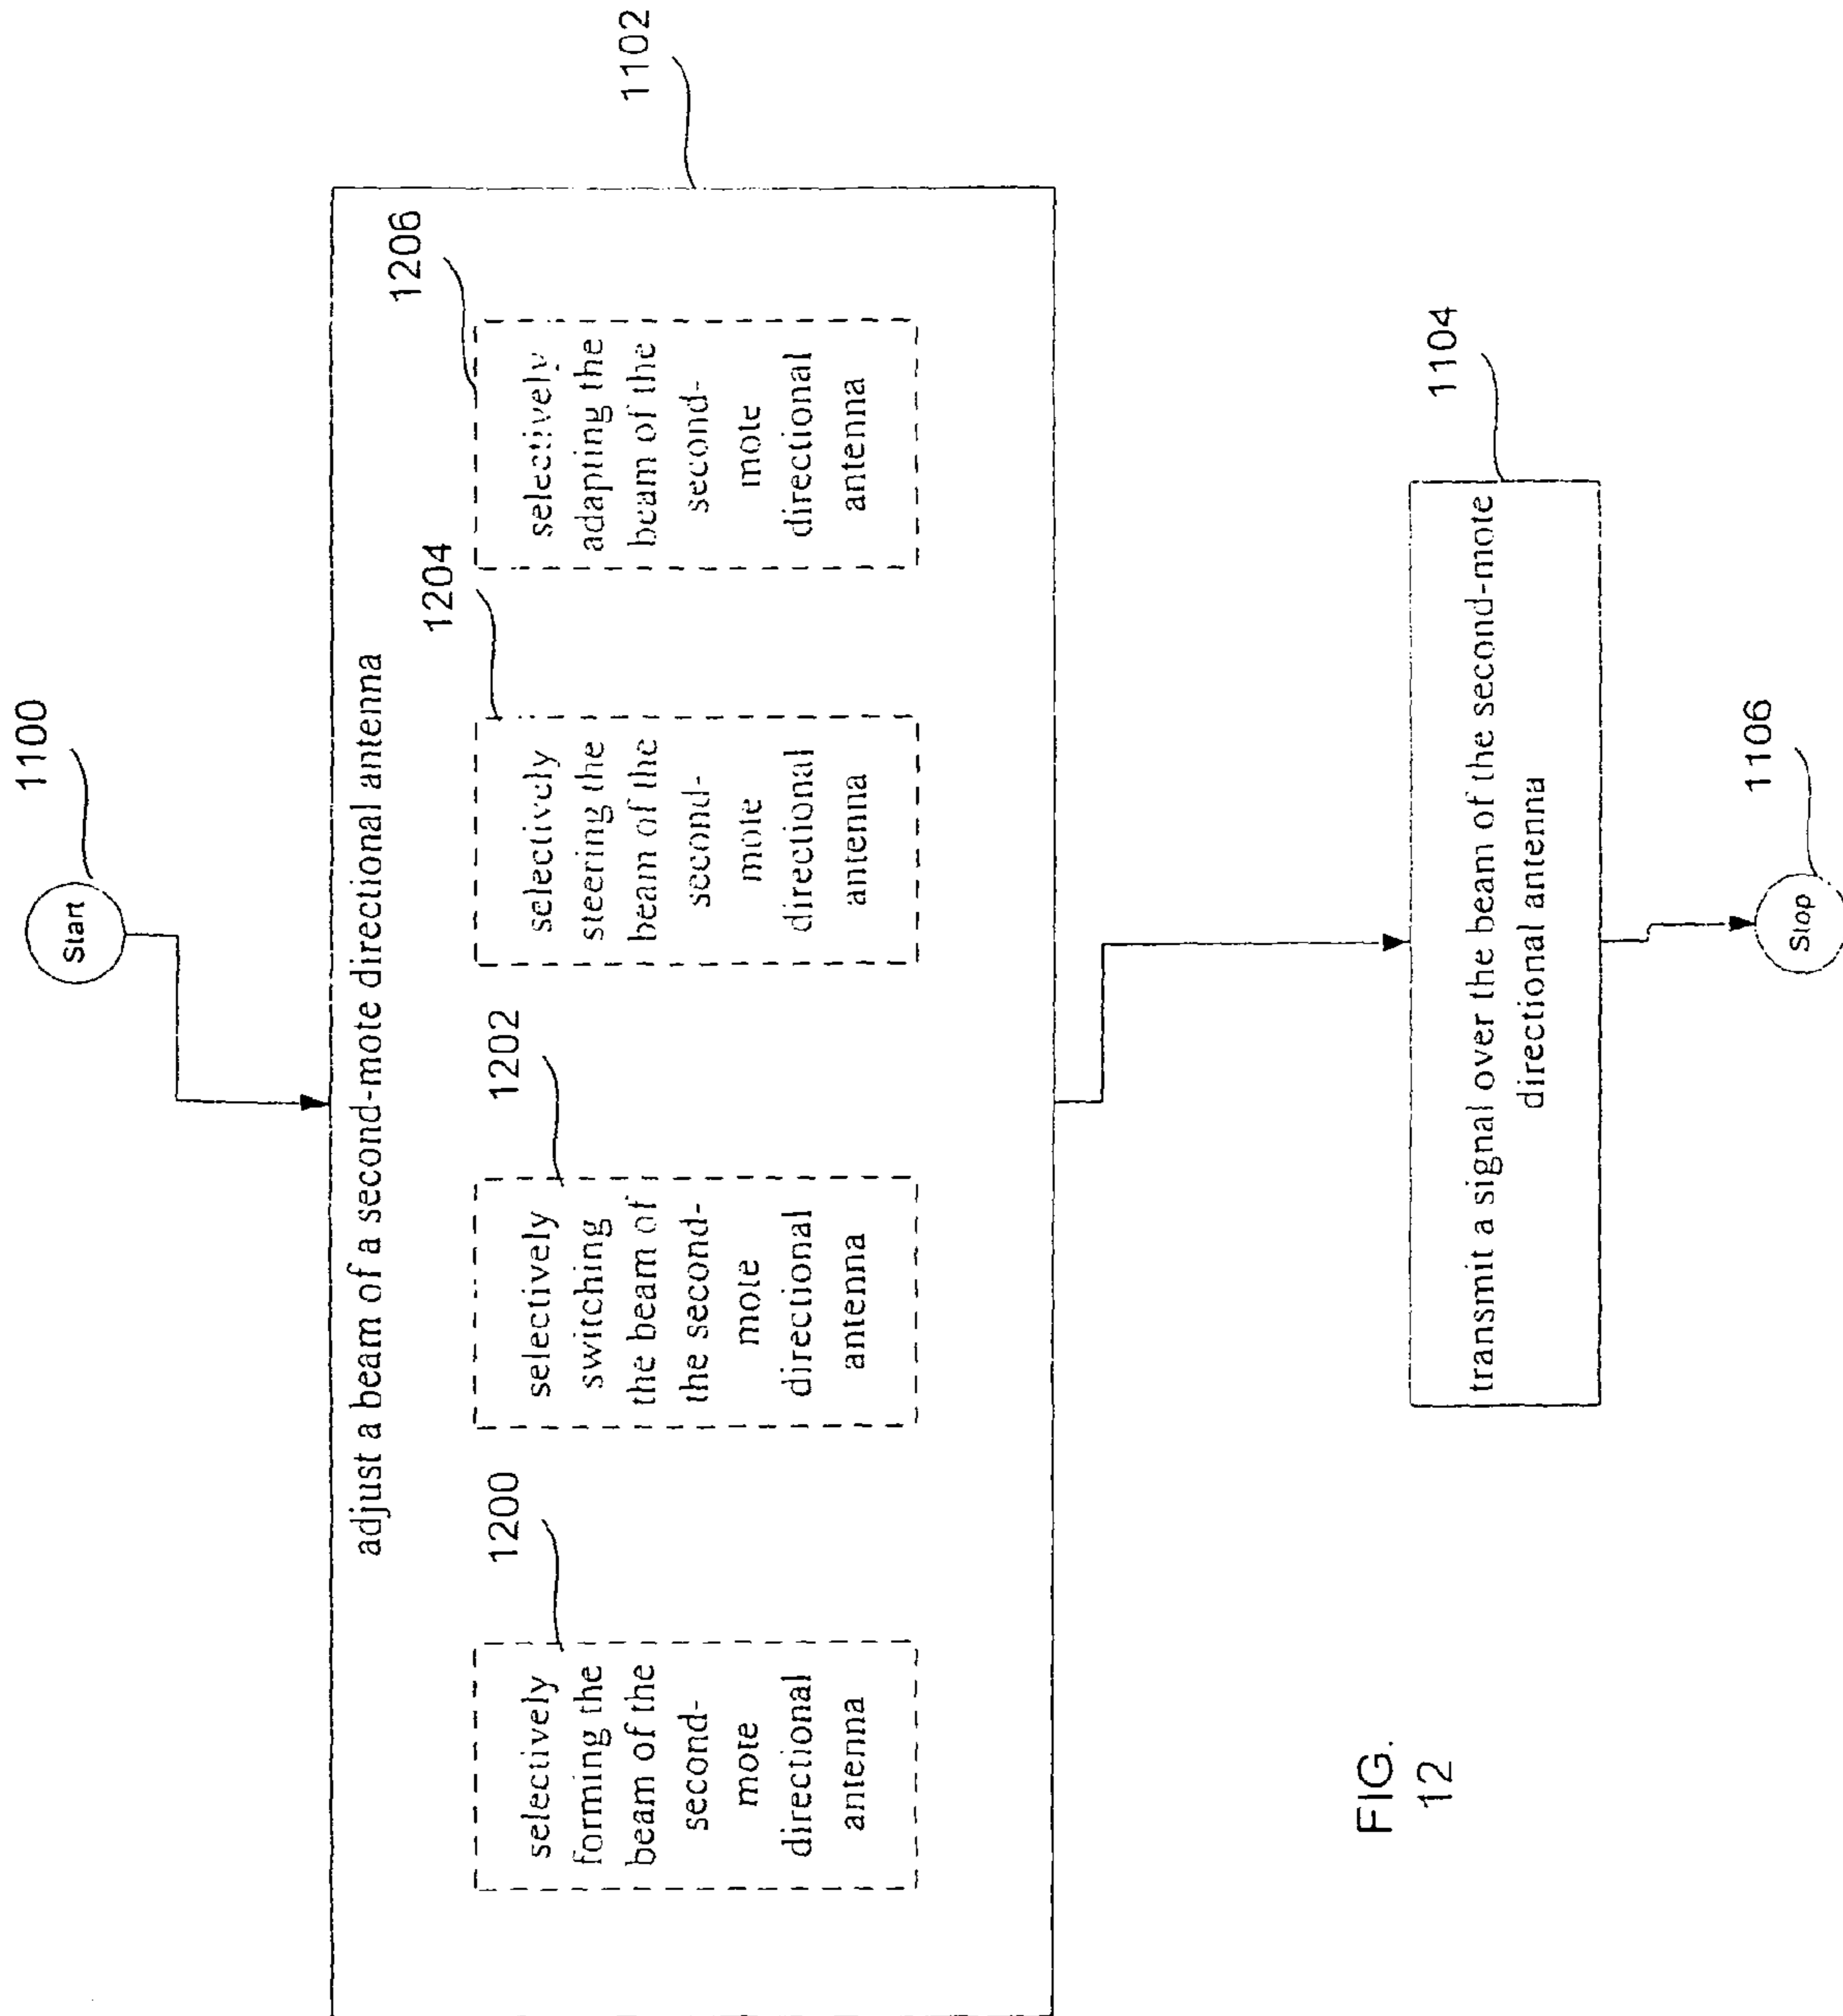 1100
Start
adjust a beam of a second-mote directional antenna
1102
1200
selectively
forming the
beam of the
second-
mote
directional
antenna
1202
selectively
switching
the beam of
the second-
mote
directional
antenna
1204
selectively
steering the
beam of the
second-
mote
directional
antenna
1206
selectively
adapting the
beam of the
second-
mote
directional
antenna
1104
transmit a signal over the beam of the second-mote
directional antenna
1106
Stop
FIG.
12